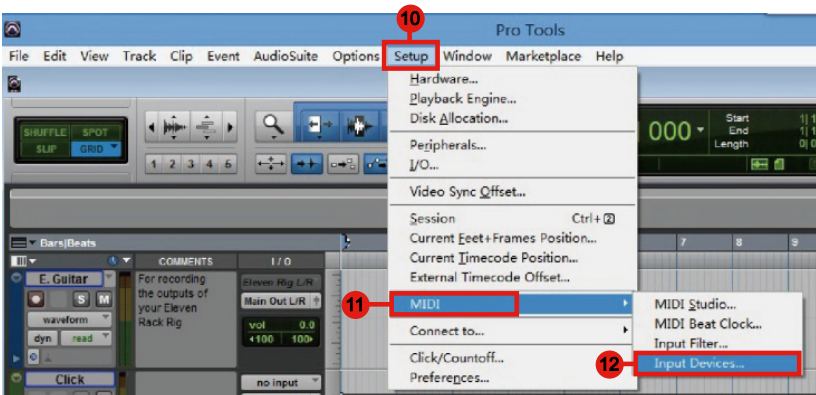 10
Pro Tools
File Edit View Track Clip Event AudioSuite Options Setup Window Marketplace Help
Hardware...
Playback Engine...
Disk Allocation...
Peripherals...
I/O...
Video Sync Offset...
Session Ctrl+2
Current Feet+Frames Position...
Current Timecode Position...
External Timecode Offset...
11
MIDI
Connect to...
Click/Countoff...
Preferences...
MIDI Studio...
MIDI Beat Clock...
Input Filter...
12
Input Devices...
SHUFFLE SPOT
SLIP GRID
1 2 3 4 5
000
Start
End
Length
Bars|Beats
7 8 9
COMMENTS I / O
E. Guitar
S M
waveform
dyn read
For recording
the outputs of
your Eleven
Rack Rig
Eleven Rig L/R
Main Out L/R
vol 0.0
100 100
Click
no input